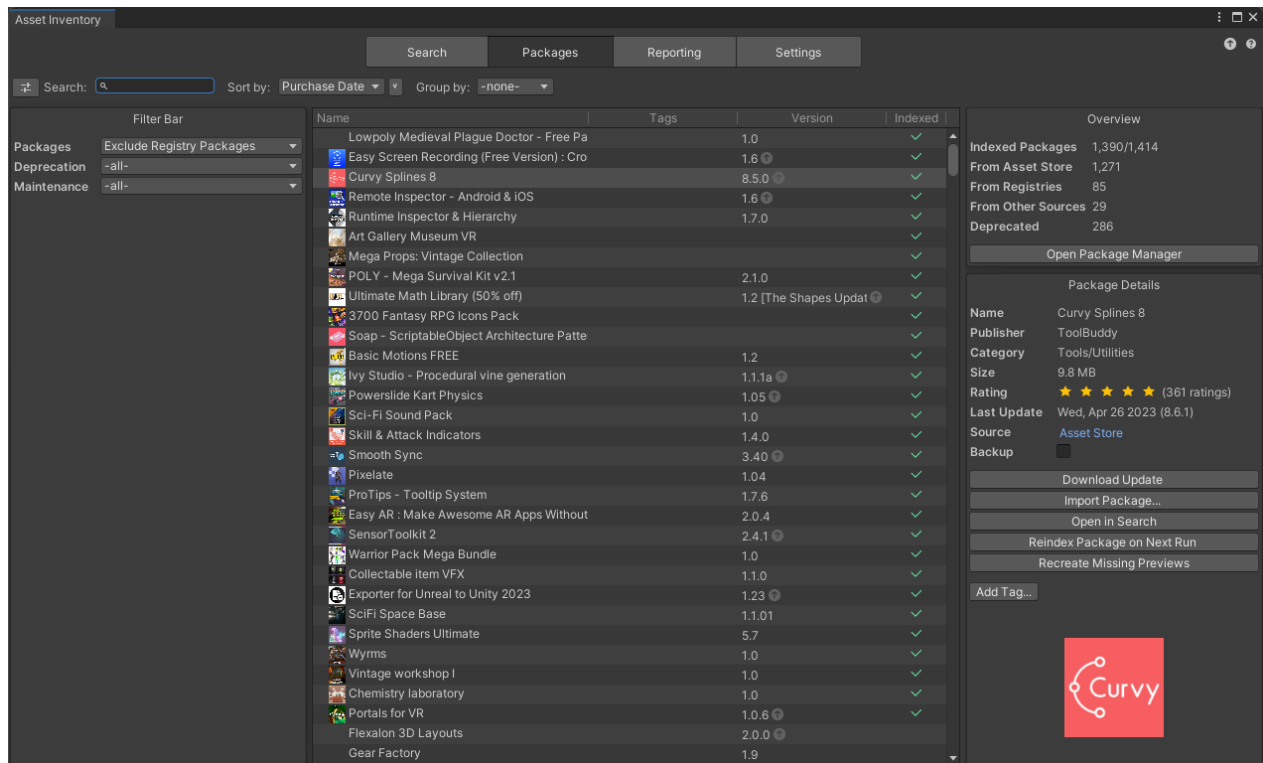 Asset Inventory
Search Packages Reporting Settings
Search: Sort by: Purchase Date Group by: -none-
Filter Bar
Packages Exclude Registry Packages
Deprecation -all-
Maintenance -all-
Name Tags Version Indexed
Lowpoly Medieval Plague Doctor - Free Pa 1.0
Easy Screen Recording (Free Version) : Cro 1.6
Curvy Splines 8 8.5.0
Remote Inspector - Android & iOS 1.6
Runtime Inspector & Hierarchy 1.7.0
Art Gallery Museum VR
Mega Props: Vintage Collection
POLY - Mega Survival Kit v2.1 2.1.0
Ultimate Math Library (50% off) 1.2 [The Shapes Updat
3700 Fantasy RPG Icons Pack
Soap - ScriptableObject Architecture Patte
Basic Motions FREE 1.2
Ivy Studio - Procedural vine generation 1.1.1a
Powerslide Kart Physics 1.05
Sci-Fi Sound Pack 1.0
Skill & Attack Indicators 1.4.0
Smooth Sync 3.40
Pixelate 1.04
ProTips - Tooltip System 1.7.6
Easy AR : Make Awesome AR Apps Without 2.0.4
SensorToolkit 2 2.4.1
Warrior Pack Mega Bundle 1.0
Collectable item VFX 1.1.0
Exporter for Unreal to Unity 2023 1.23
SciFi Space Base 1.1.01
Sprite Shaders Ultimate 5.7
Wyrms 1.0
Vintage workshop I 1.0
Chemistry laboratory 1.0
Portals for VR 1.0.6
Flexalon 3D Layouts 2.0.0
Gear Factory 1.9
Overview
Indexed Packages 1,390/1,414
From Asset Store 1,271
From Registries 85
From Other Sources 29
Deprecated 286
Open Package Manager
Package Details
Name Curvy Splines 8
Publisher ToolBuddy
Category Tools/Utilities
Size 9.8 MB
Rating (361 ratings)
Last Update Wed, Apr 26 2023 (8.6.1)
Source Asset Store
Backup
Download Update
Import Package...
Open in Search
Reindex Package on Next Run
Recreate Missing Previews
Add Tag...
Curvy